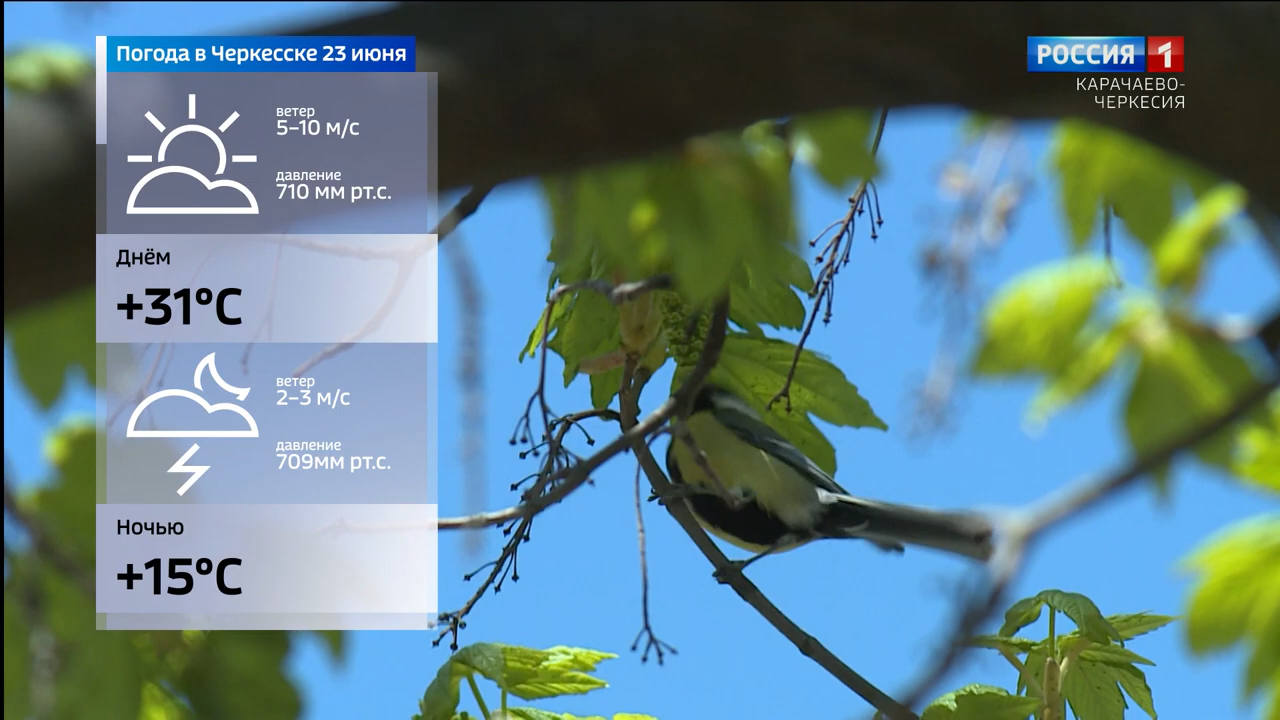 Погода в Черкесске 23 июня
РОССИЯ 1
КАРАЧАЕВО-
ЧЕРКЕСИЯ
ветер
5–10 м/с
давление
710 мм рт.с.
Днём
+31°C
ветер
2–3 м/с
давление
709мм рт.с.
Ночью
+15°C